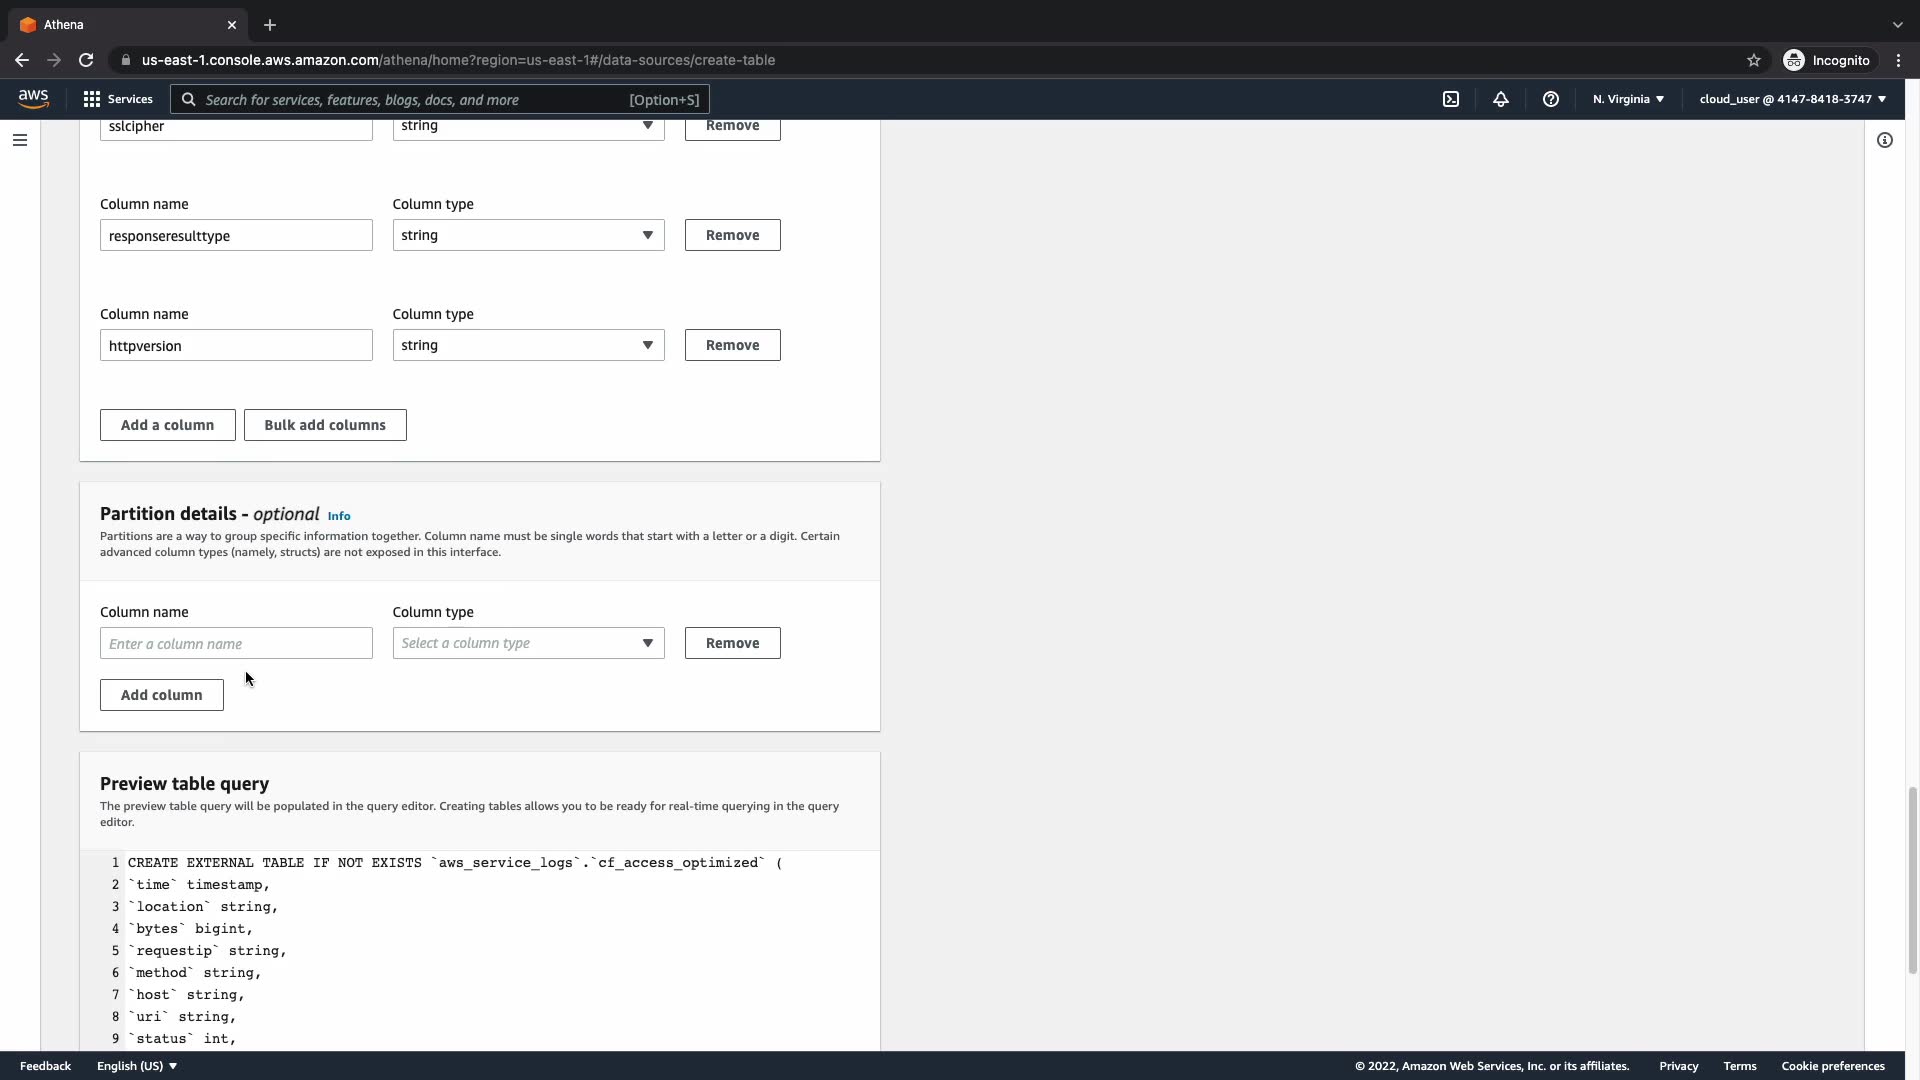 Athena
us-east-1.console.aws.amazon.com/athena/home?region=us-east-1#/data-sources/create-table
Incognito
aws
Services
Search for services, features, blogs, docs, and more
[Option+S]
N. Virginia
cloud_user @ 4147-8418-3747
sslcipher
string
Remove
Column name
Column type
responseresulttype
string
Remove
Column name
Column type
httpversion
string
Remove
Add a column
Bulk add columns
Partition details - optional Info
Partitions are a way to group specific information together. Column name must be single words that start with a letter or a digit. Certain
advanced column types (namely, structs) are not exposed in this interface.
Column name
Column type
Enter a column name
Select a column type
Remove
Add column
Preview table query
The preview table query will be populated in the query editor. Creating tables allows you to be ready for real-time querying in the query
editor.
1 CREATE EXTERNAL TABLE IF NOT EXISTS `aws_service_logs`.`cf_access_optimized` (
2 `time` timestamp,
3 `location` string,
4 `bytes` bigint,
5 `requestip` string,
6 `method` string,
7 `host` string,
8 `uri` string,
9 `status` int,
Feedback
English (US)
© 2022, Amazon Web Services, Inc. or its affiliates.
Privacy
Terms
Cookie preferences